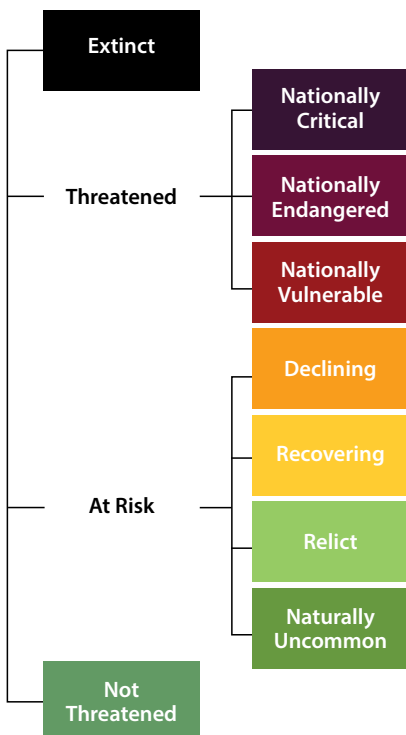 Extinct
Threatened
Nationally
Critical
Nationally
Endangered
Nationally
Vulnerable
At Risk
Declining
Recovering
Relict
Naturally
Uncommon
Not
Threatened